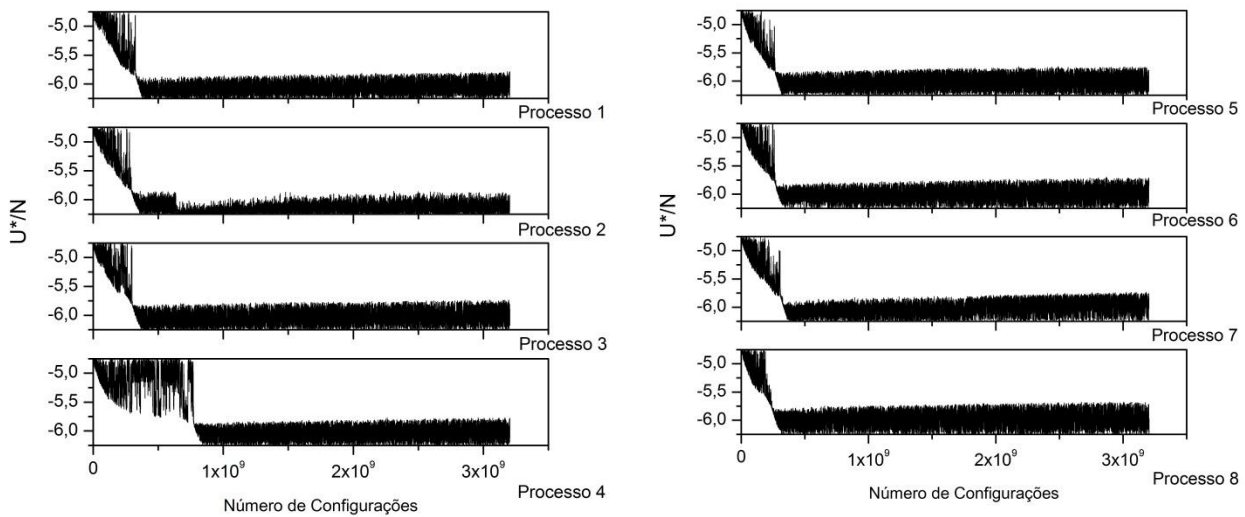 -5,0
-5,5
-6,0
Processo 1
-5,0
-5,5
-6,0
Processo 2
U*/N
-5,0
-5,5
-6,0
Processo 3
-5,0
-5,5
-6,0
0 1x10⁹ 2x10⁹ 3x10⁹
Processo 4
Número de Configurações
-5,0
-5,5
-6,0
Processo 5
-5,0
-5,5
-6,0
Processo 6
U*/N
-5,0
-5,5
-6,0
Processo 7
-5,0
-5,5
-6,0
0 1x10⁹ 2x10⁹ 3x10⁹
Processo 8
Número de Configurações